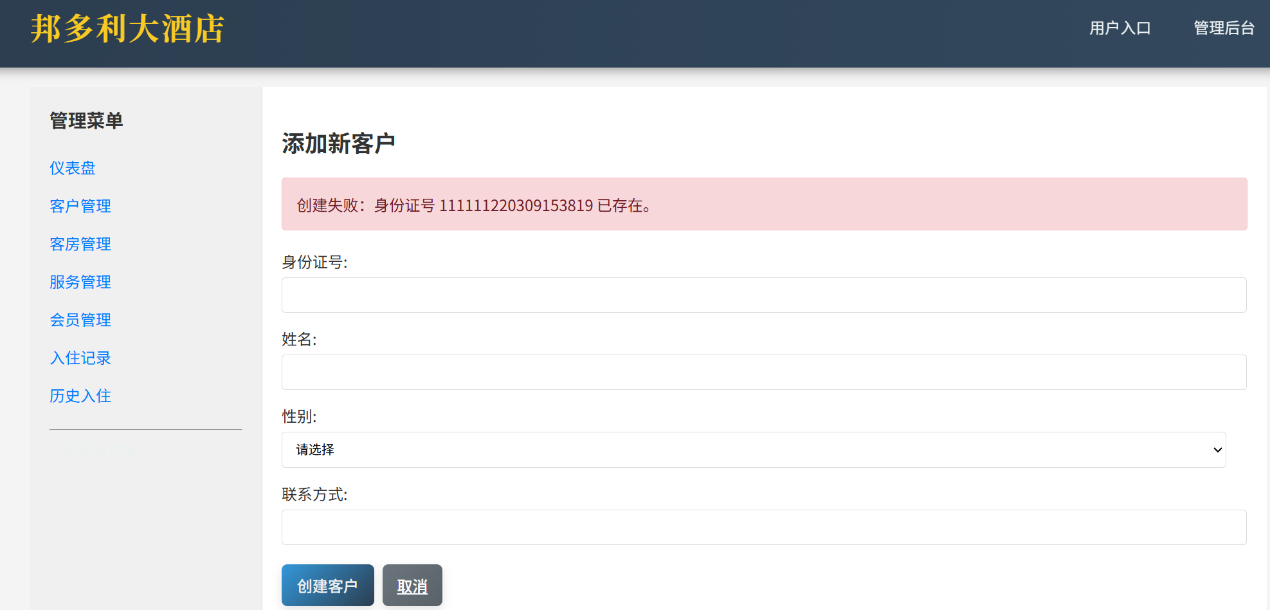 邦多利大酒店
用户入口
管理后台
管理菜单
仪表盘
客户管理
客房管理
服务管理
会员管理
入住记录
历史入住
添加新客户
创建失败：身份证号 111111220309153819 已存在。
身份证号:
姓名:
性别:
请选择
联系方式:
创建客户
取消